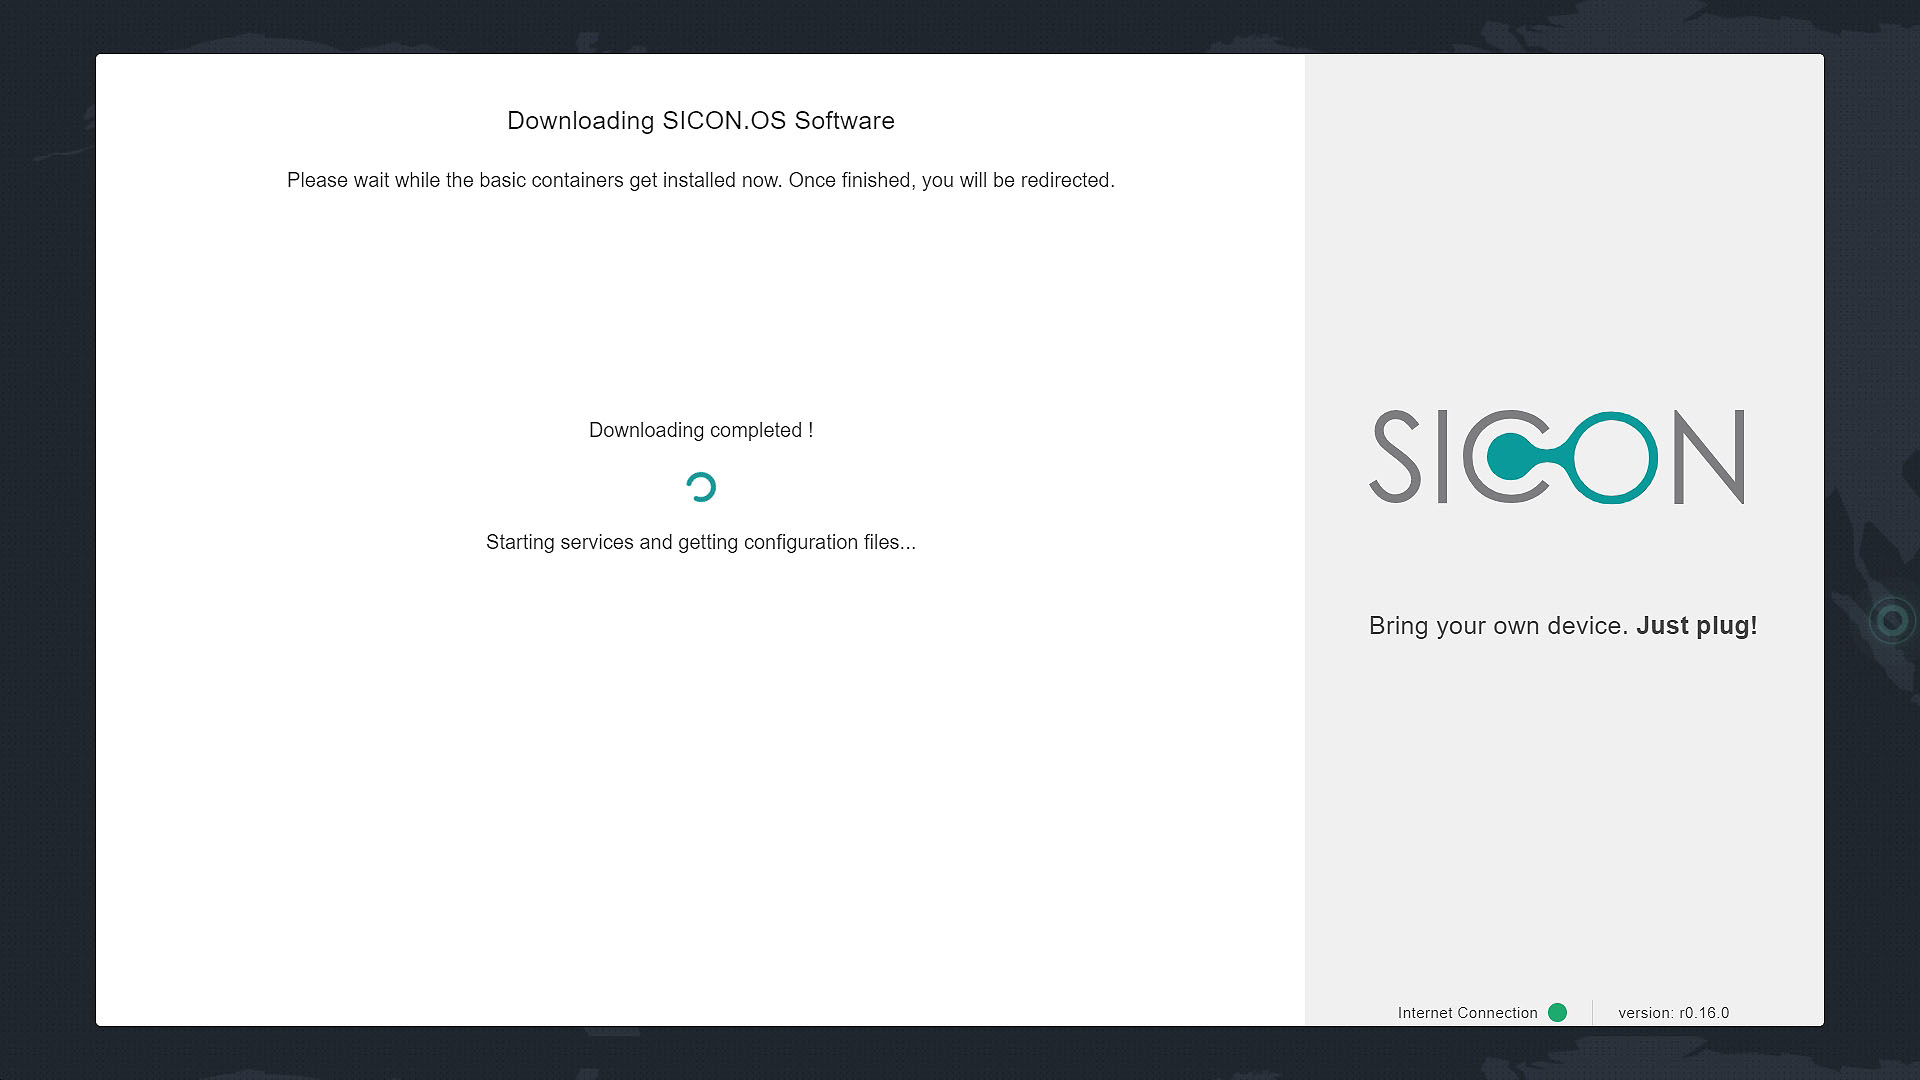 Downloading SICON.OS Software
Please wait while the basic containers get installed now. Once finished, you will be redirected.
Downloading completed !
Starting services and getting configuration files...
SICON
Bring your own device. Just plug!
Internet Connection
version: r0.16.0